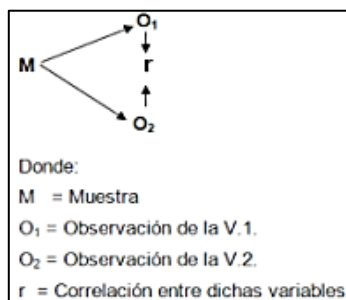 O₁
M r
O₂
Donde:
M = Muestra
O₁ = Observación de la V.1.
O₂ = Observación de la V.2.
r = Correlación entre dichas variables